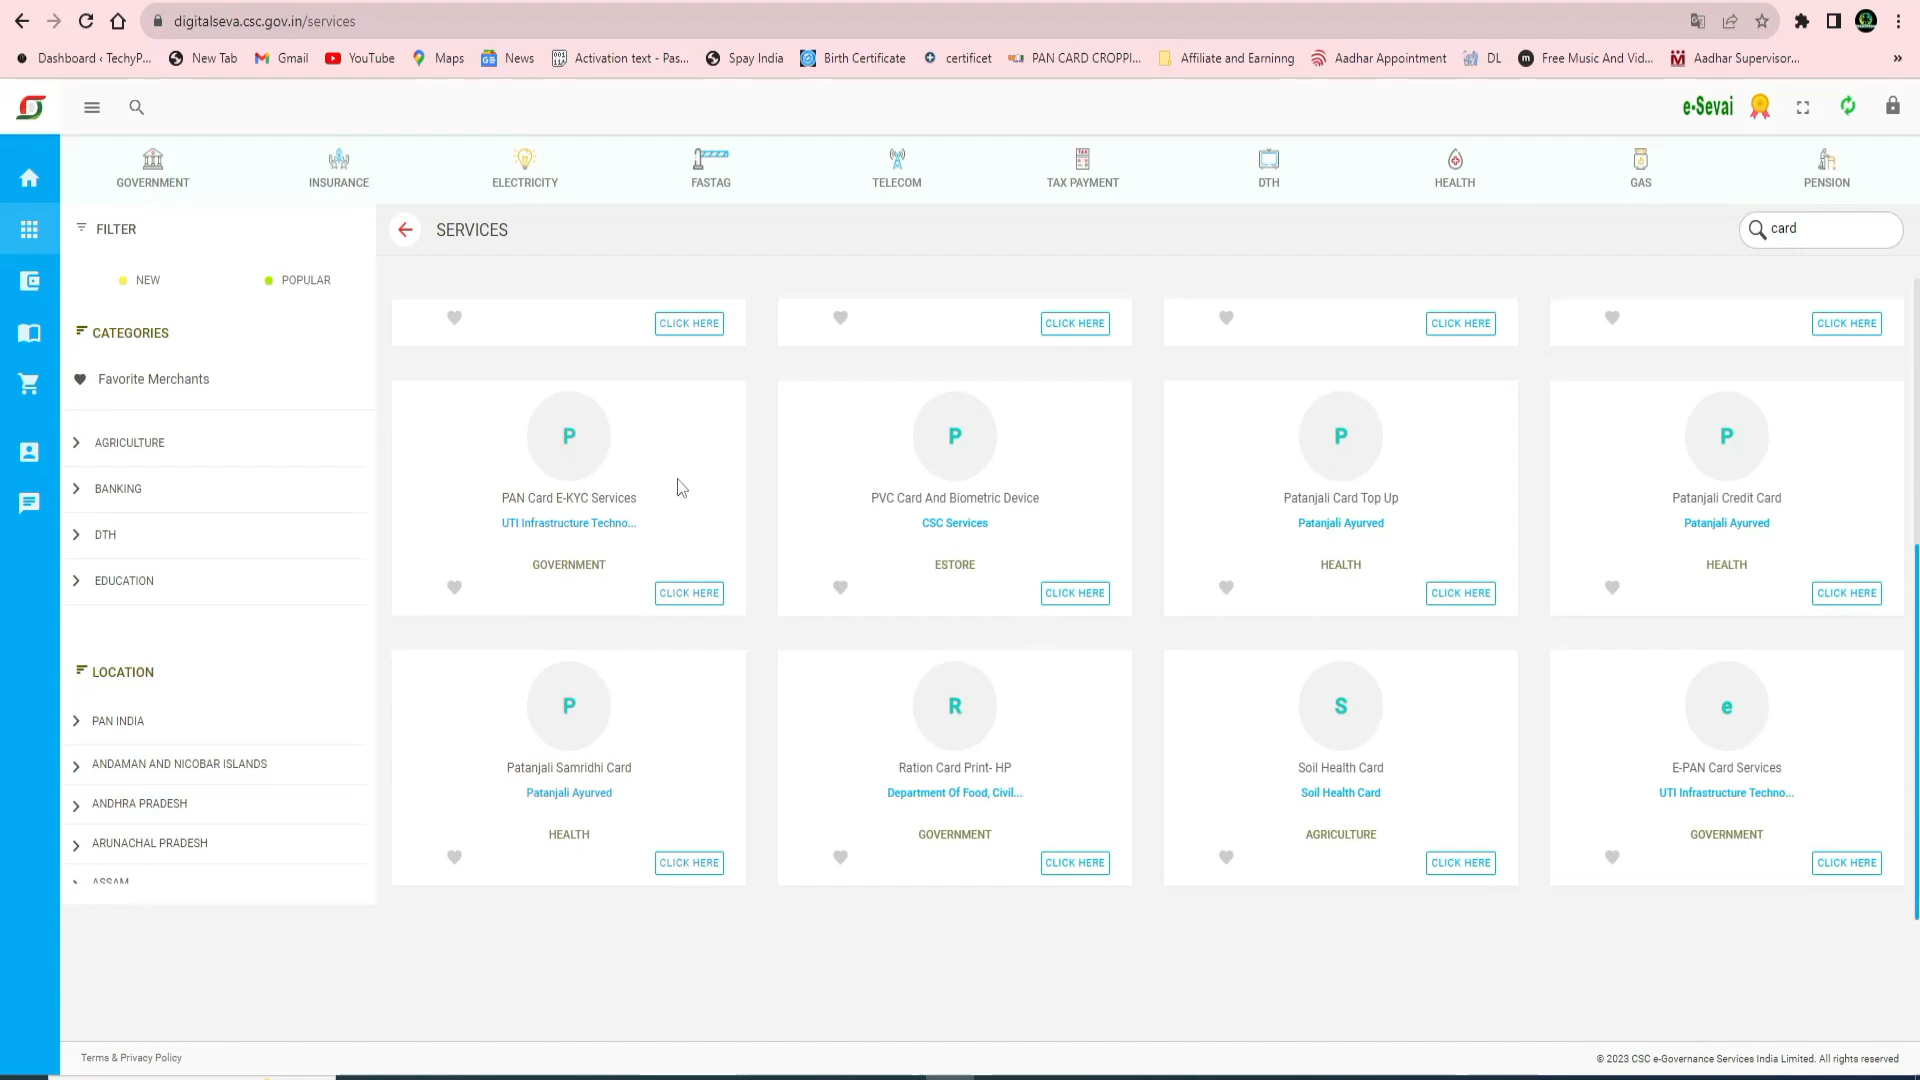 digitalseva.csc.gov.in/services
Dashboard ‹ TechyP... New Tab Gmail YouTube Maps News Activation text - Pas... Spay India Birth Certificate certificet PAN CARD CROPPI... Affiliate and Earninng Aadhar Appointment DL Free Music And Vid... Aadhar Supervisor... »
e-Sevai
GOVERNMENT INSURANCE ELECTRICITY FASTAG TELECOM TAX PAYMENT DTH HEALTH GAS PENSION
FILTER
NEW POPULAR
CATEGORIES
Favorite Merchants
AGRICULTURE
BANKING
DTH
EDUCATION
LOCATION
PAN INDIA
ANDAMAN AND NICOBAR ISLANDS
ANDHRA PRADESH
ARUNACHAL PRADESH
ASSAM
SERVICES
card
CLICK HERE CLICK HERE CLICK HERE CLICK HERE
P P P P
PAN Card E-KYC Services PVC Card And Biometric Device Patanjali Card Top Up Patanjali Credit Card
UTI Infrastructure Techno... CSC Services Patanjali Ayurved Patanjali Ayurved
GOVERNMENT ESTORE HEALTH HEALTH
CLICK HERE CLICK HERE CLICK HERE CLICK HERE
P R S e
Patanjali Samridhi Card Ration Card Print- HP Soil Health Card E-PAN Card Services
Patanjali Ayurved Department Of Food, Civil... Soil Health Card UTI Infrastructure Techno...
HEALTH GOVERNMENT AGRICULTURE GOVERNMENT
CLICK HERE CLICK HERE CLICK HERE CLICK HERE
Terms & Privacy Policy
© 2023 CSC e-Governance Services India Limited. All rights reserved